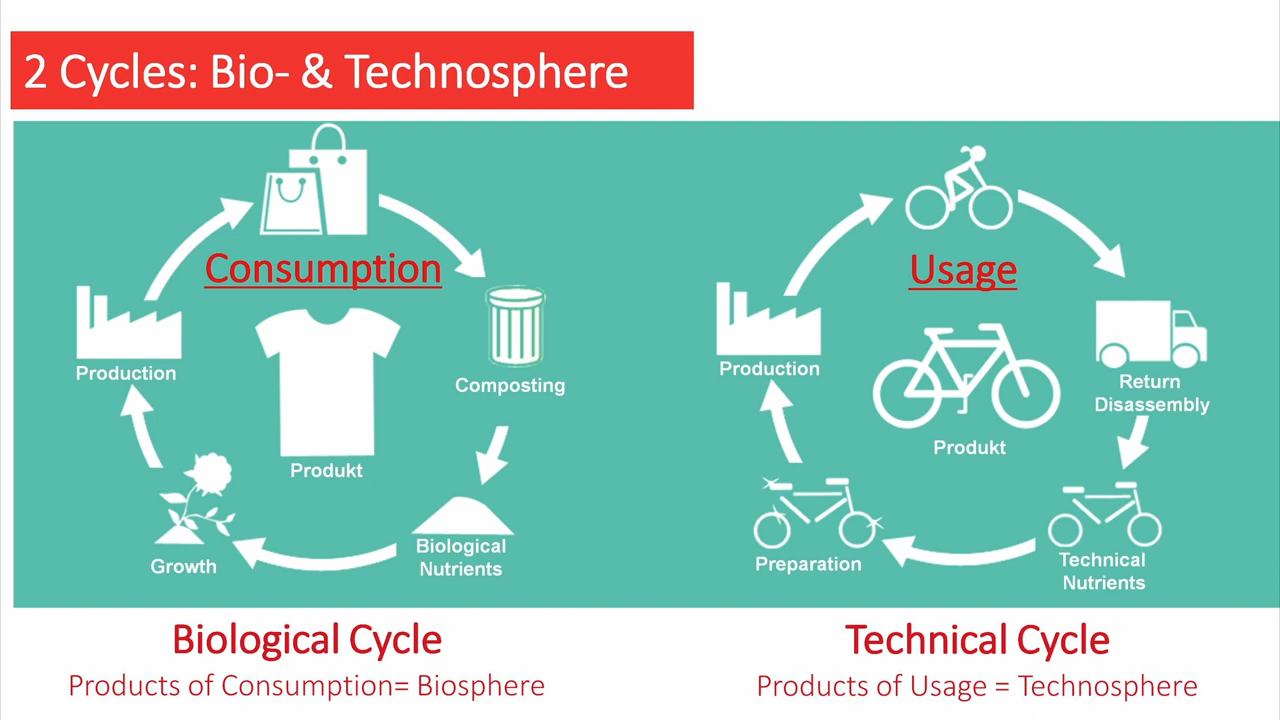 2 Cycles: Bio- & Technosphere
Consumption
Production
Composting
Produkt
Biological
Nutrients
Growth
Usage
Production
Return
Disassembly
Produkt
Technical
Nutrients
Preparation
Biological Cycle
Products of Consumption= Biosphere
Technical Cycle
Products of Usage = Technosphere